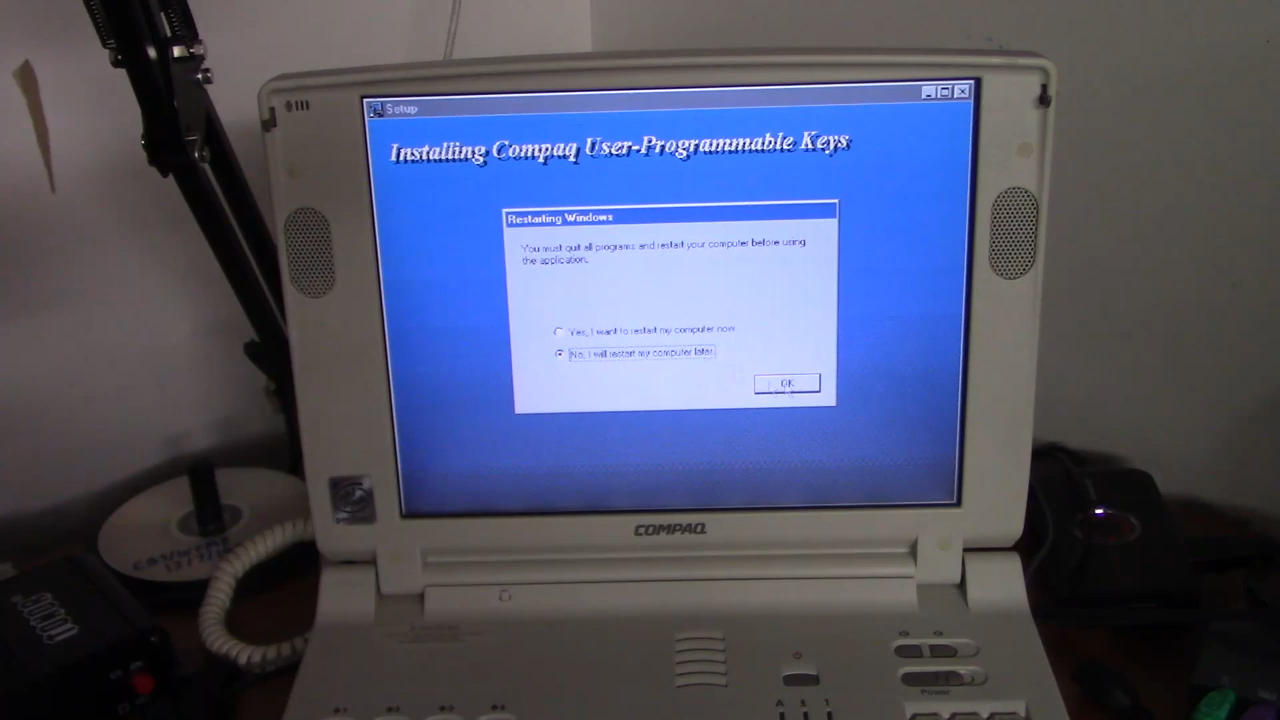 Setup
Installing Compaq User-Programmable Keys
Restarting Windows
You must quit all programs and restart your computer before using
the application.
Yes, I want to restart my computer now.
No, I will restart my computer later.
OK
COMPAQ
Power
A
1